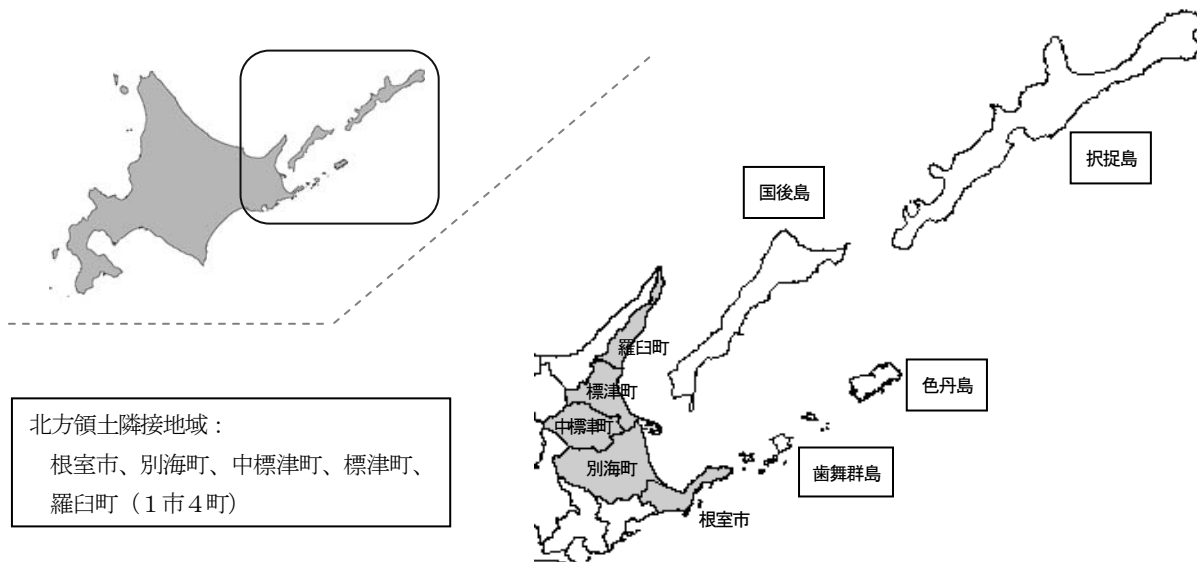 択捉島
国後島
羅臼町
標津町
色丹島
中標津町
北方領土隣接地域：
根室市、別海町、中標津町、標津町、
羅臼町（１市４町）
別海町
歯舞群島
根室市